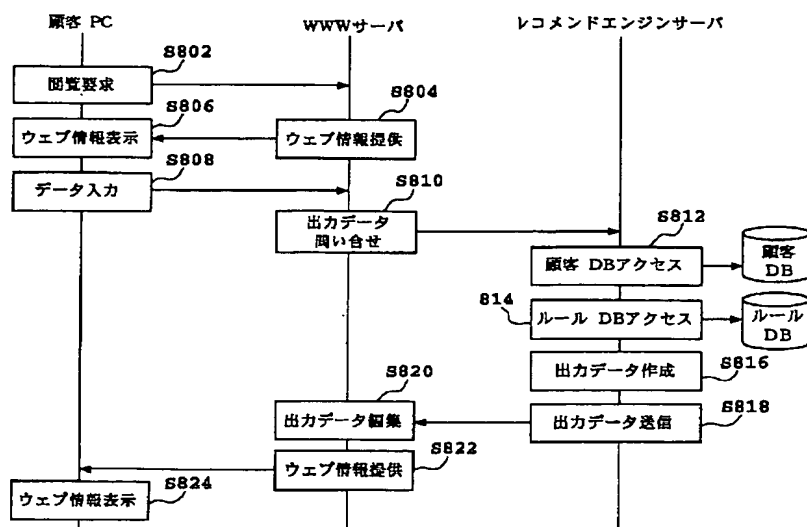 顧客 PC
WWWサーバ
レコメンドエンジンサーバ
S802
閲覧要求
S806
S804
ウェブ情報表示
ウェブ情報提供
S808
データ入力
S810
出力データ
問い合せ
S812
顧客 DBアクセス
顧客
DB
814
ルール DBアクセス
ルール
DB
出力データ作成
S816
S820
出力データ編集
出力データ送信
S818
S822
ウェブ情報提供
S824
ウェブ情報表示